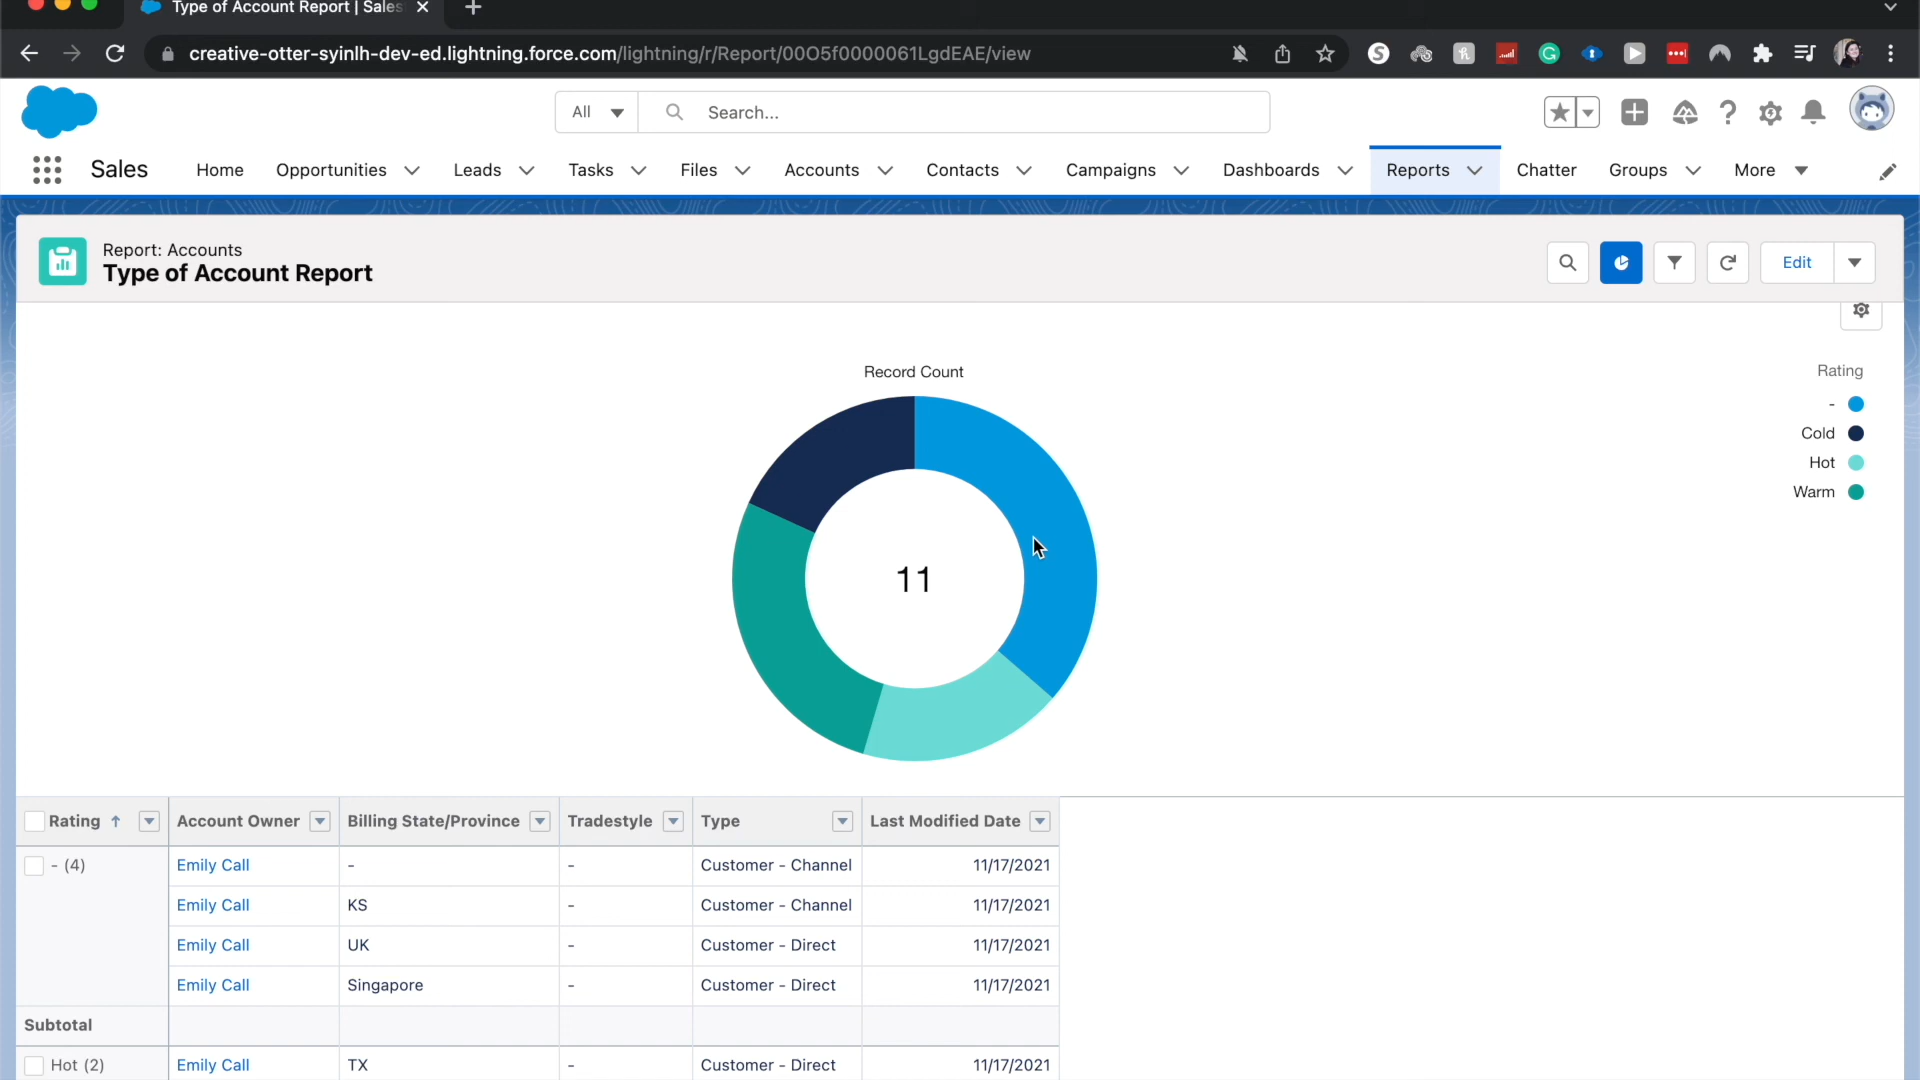 Type of Account Report | Sales
creative-otter-syinlh-dev-ed.lightning.force.com/lightning/r/Report/00O5f0000061LgdEAE/view
All
Search...
Sales
Home
Opportunities
Leads
Tasks
Files
Accounts
Contacts
Campaigns
Dashboards
Reports
Chatter
Groups
More
Report: Accounts
Type of Account Report
Edit
Record Count
Rating
-
Cold
Hot
Warm
11
Rating ↑
Account Owner
Billing State/Province
Tradestyle
Type
Last Modified Date
- (4)
Emily Call
-
-
Customer - Channel
11/17/2021
Emily Call
KS
-
Customer - Channel
11/17/2021
Emily Call
UK
-
Customer - Direct
11/17/2021
Emily Call
Singapore
-
Customer - Direct
11/17/2021
Subtotal
Hot (2)
Emily Call
TX
-
Customer - Direct
11/17/2021